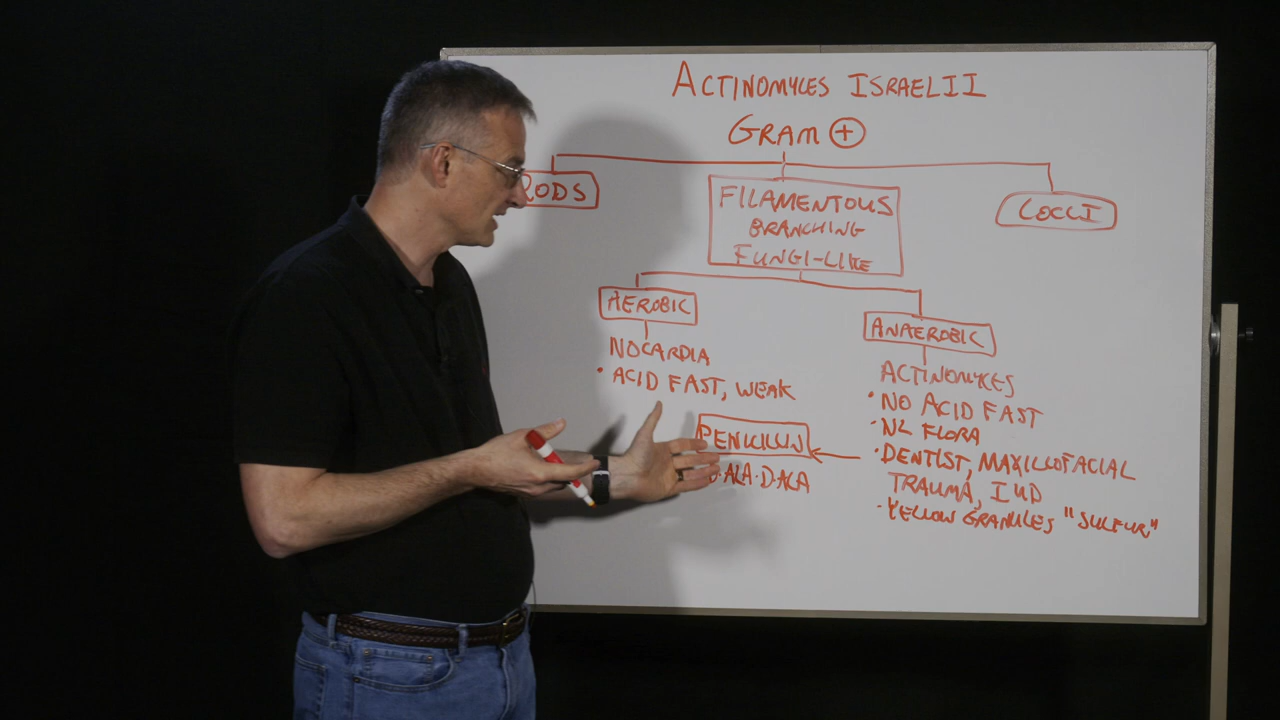 ACTINOMYCES ISRAELII
GRAM +
RODS
FILAMENTOUS
BRANCHING
FUNGI-LIKE
COCCI
AEROBIC
NOCARDIA
• ACID FAST, WEAK
ANAEROBIC
ACTINOMYCES
• NO ACID FAST
• NL FLORA
• DENTIST, MAXILLOFACIAL
TRAUMA, IUD
• YELLOW GRANULES "SULFUR"
PENICILLIN
D-ALA-D-ALA